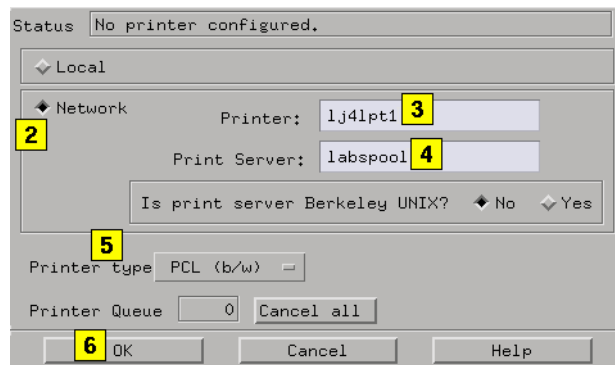 Status No printer configured.
Local
Network
2
Printer: lj4lpt1 3
Print Server: labspool 4
Is print server Berkeley UNIX? No Yes
5
Printer type PCL (b/w)
Printer Queue 0 Cancel all
6 OK Cancel Help